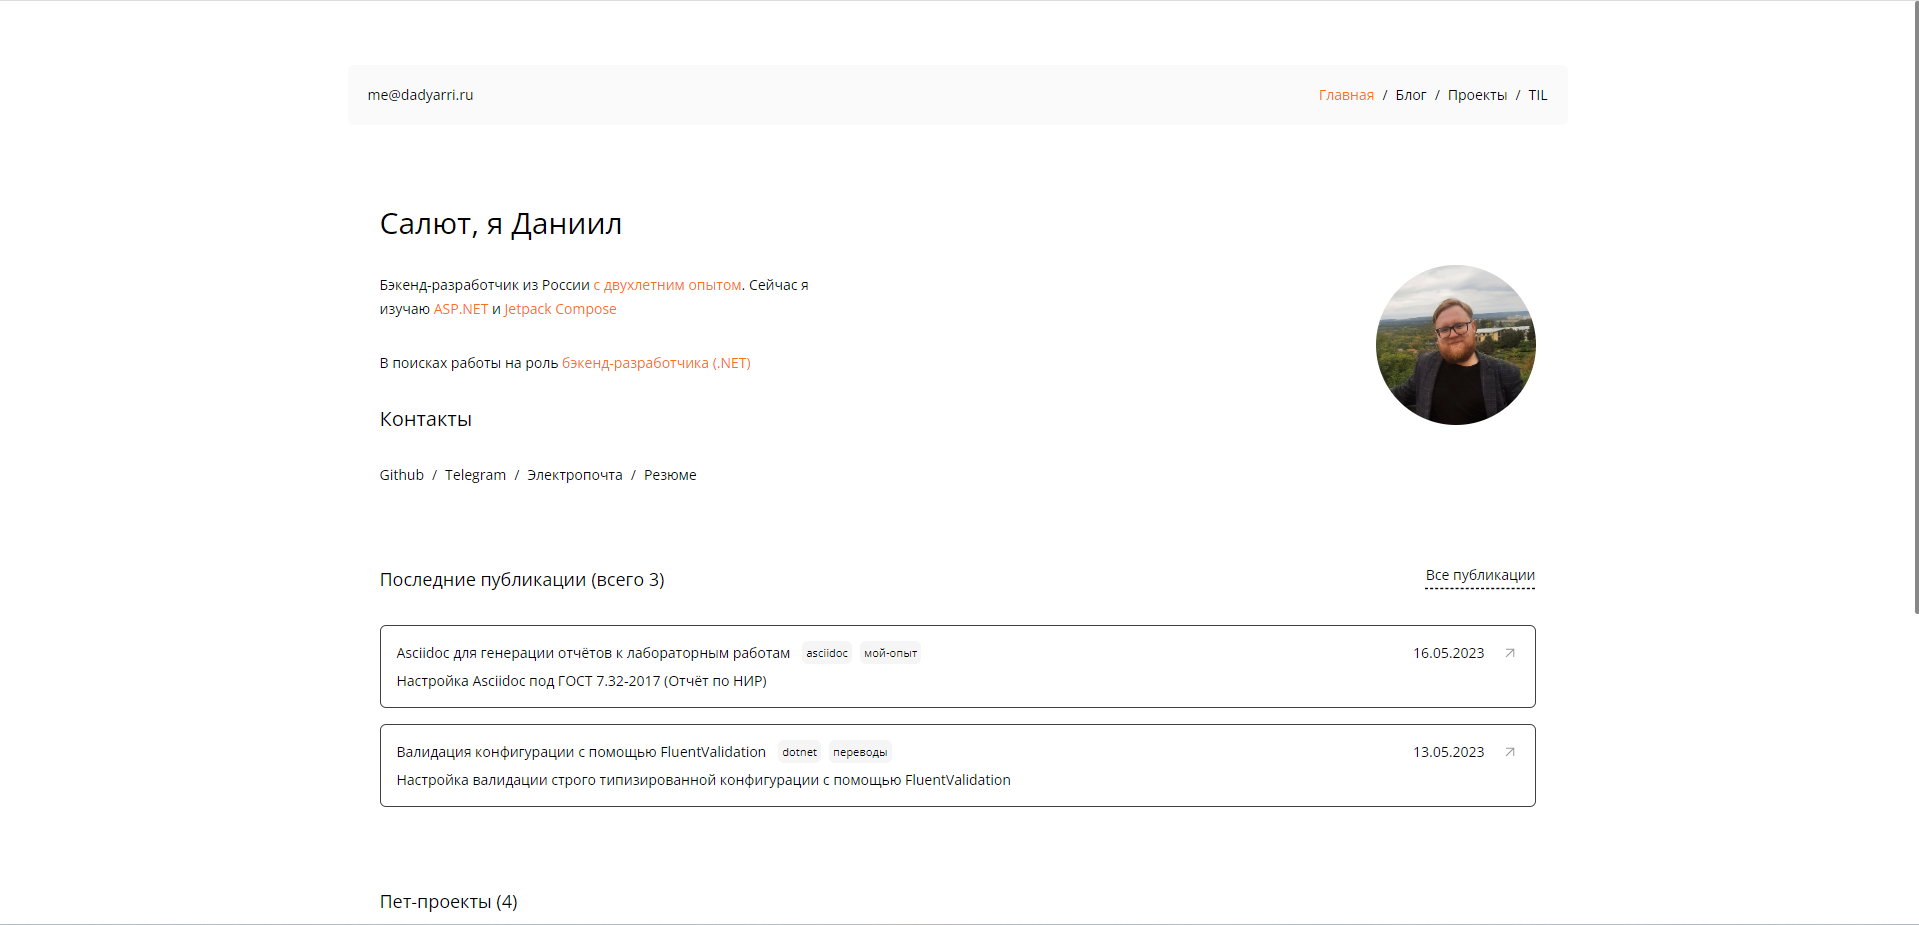 me@dadyarri.ru
Главная / Блог / Проекты / TIL
Салют, я Даниил
Бэкенд-разработчик из России с двухлетним опытом. Сейчас я
изучаю ASP.NET и Jetpack Compose
В поисках работы на роль бэкенд-разработчика (.NET)
Контакты
Github / Telegram / Электропочта / Резюме
Последние публикации (всего 3)
Все публикации
Asciidoc для генерации отчётов к лабораторным работам asciidoc мой-опыт 16.05.2023
Настройка Asciidoc под ГОСТ 7.32-2017 (Отчёт по НИР)
Валидация конфигурации с помощью FluentValidation dotnet переводы 13.05.2023
Настройка валидации строго типизированной конфигурации с помощью FluentValidation
Пет-проекты (4)